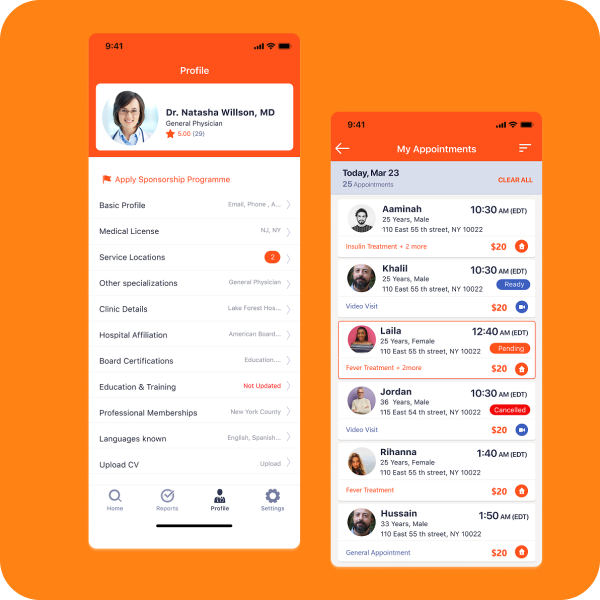 9:41
Profile
Dr. Natasha Willson, MD
General Physician
5.00 (29)
Apply Sponsorship Programme
Basic Profile Email, Phone , A...
Medical License NJ, NY
Service Locations 2
Other specializations General Physician
Clinic Details Lake Forest Hos...
Hospital Affiliation American Board...
Board Certifications Education....
Education & Training Not Updated
Professional Memberships New York County
Languages known English, Spanish...
Upload CV Upload
Home Reports Profile Settings
9:41
My Appointments
Today, Mar 23
25 Appointments
CLEAR ALL
Aaminah 10:30 AM (EDT)
25 Years, Male
110 East 55 th street, NY 10022
Insulin Treatment + 2 more $20
Khalil 10:30 AM (EDT)
25 Years, Male
Ready
110 East 55 th street, NY 10022
Video Visit $20
Laila 12:40 AM (EDT)
25 Years, Female
110 East 55 th street, NY 10022 Pending
Fever Treatment + 2more $20
Jordan 10:30 AM (EDT)
36 Years, Male
115 East 54 th street, NY 10022 Cancelled
Video Visit $20
Rihanna 1:40 AM (EDT)
25 Years, Female
110 East 55 th street, NY 10022
Fever Treatment $20
Hussain 1:50 AM (EDT)
33 Years, Male
110 East 55 th street, NY 10022
General Appointment $20